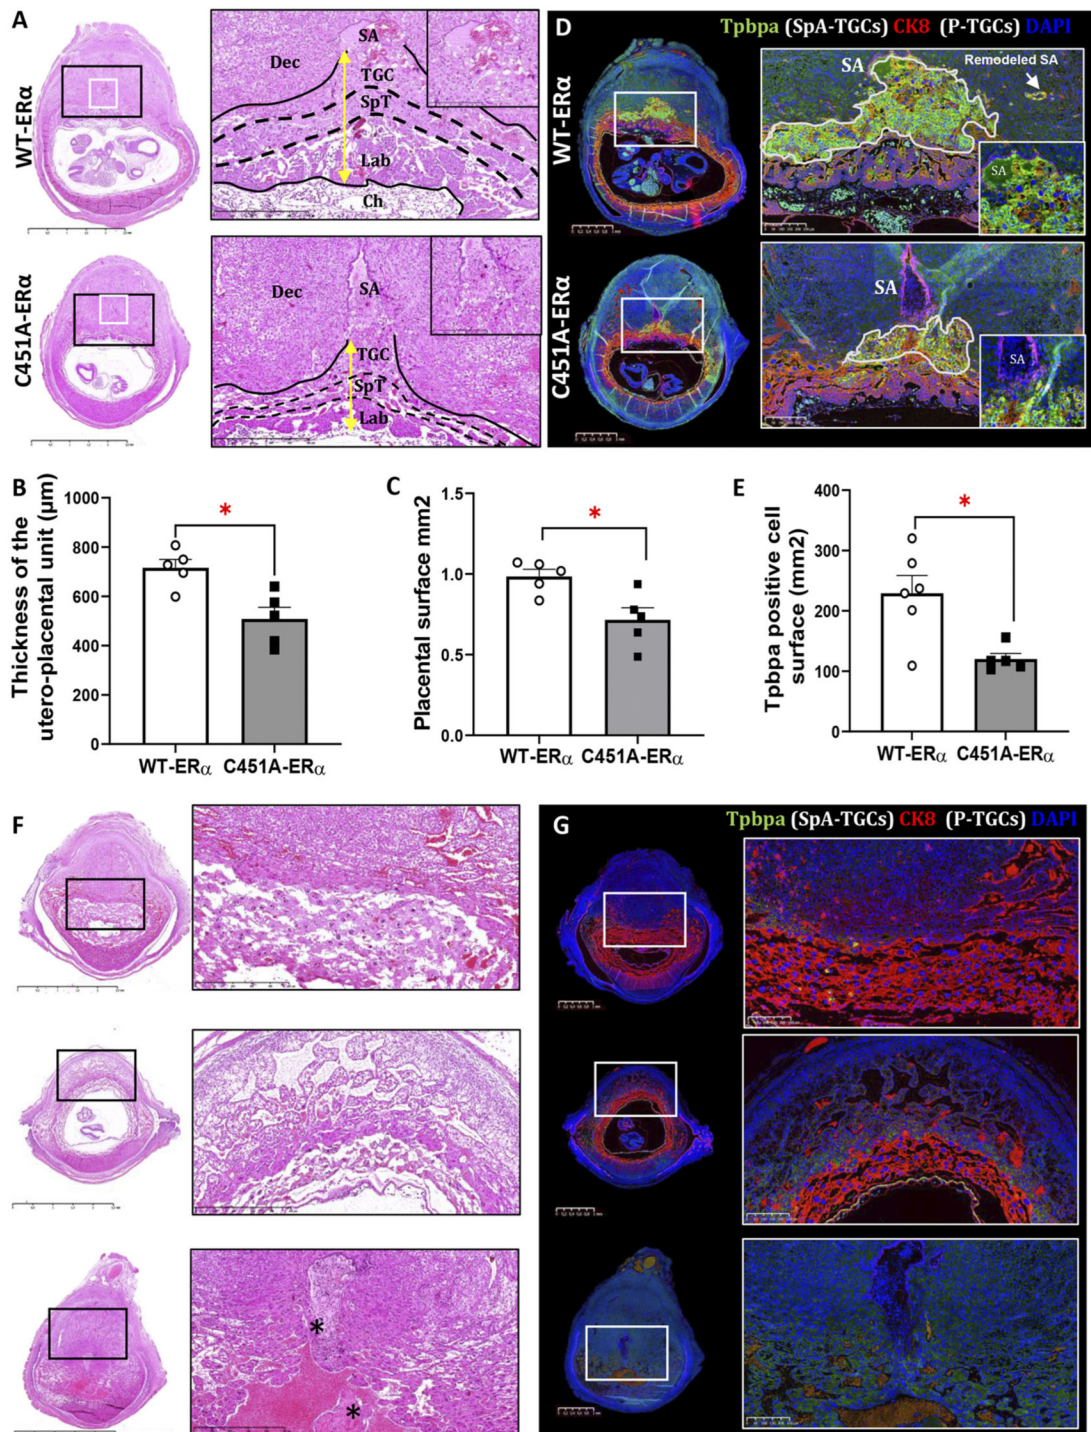 A
WT-ERα
Dec
SA
TGC
SpT
Lab
Ch
C451A-ERα
Dec
SA
TGC
SpT
Lab
D
Tpbpa (SpA-TGCs) CK8 (P-TGCs) DAPI
WT-ERα
SA
Remodeled SA
SA
C451A-ERα
SA
SA
B
Thickness of the
utero-placental unit (µm)
1000
800
600
400
200
0
*
WT-ERα
C451A-ERα
C
Placental surface mm2
1.5
1.0
0.5
0.0
*
WT-ERα
C451A-ERα
E
Tpbpa positive cell
surface (mm2)
400
300
200
100
0
*
WT-ERα
C451A-ERα
F
*
*
G
Tpbpa (SpA-TGCs) CK8 (P-TGCs) DAPI